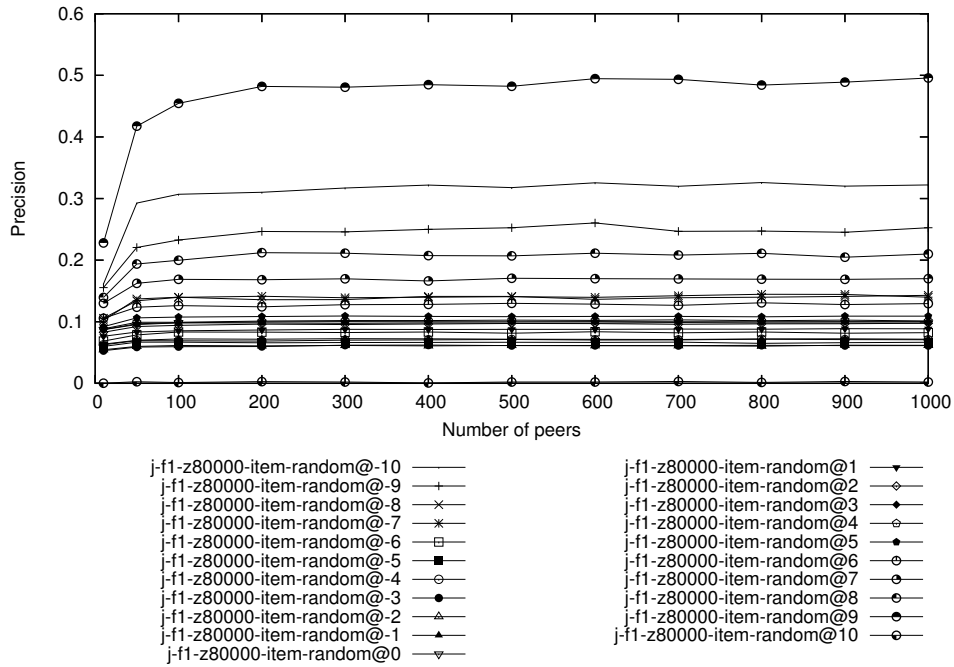 0.6
0.5
0.4
0.3
0.2
0.1
0
Precision
0 100 200 300 400 500 600 700 800 900 1000
Number of peers
j-f1-z80000-item-random@-10
j-f1-z80000-item-random@-9
j-f1-z80000-item-random@-8
j-f1-z80000-item-random@-7
j-f1-z80000-item-random@-6
j-f1-z80000-item-random@-5
j-f1-z80000-item-random@-4
j-f1-z80000-item-random@-3
j-f1-z80000-item-random@-2
j-f1-z80000-item-random@-1
j-f1-z80000-item-random@0
j-f1-z80000-item-random@1
j-f1-z80000-item-random@2
j-f1-z80000-item-random@3
j-f1-z80000-item-random@4
j-f1-z80000-item-random@5
j-f1-z80000-item-random@6
j-f1-z80000-item-random@7
j-f1-z80000-item-random@8
j-f1-z80000-item-random@9
j-f1-z80000-item-random@10